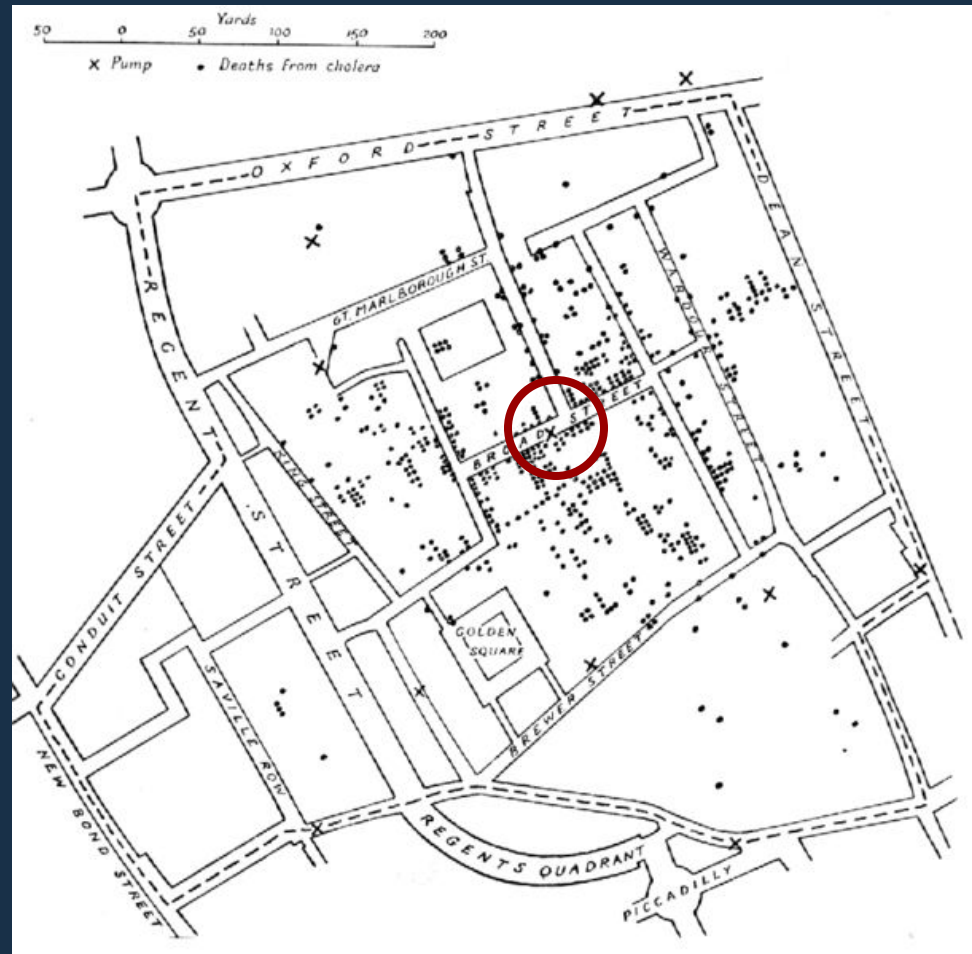 Yards
50 0 50 100 150 200
x Pump • Deaths from cholera
OXFORD STREET
DEAN STREET
WARDOUR STREET
GT. MARLBOROUGH ST.
REGENT STREET
BROAD STREET
KING STREET
CONDUIT STREET
GOLDEN
SQUARE
BREWER STREET
SAVILLE ROW
NEW BOND STREET
REGENTS QUADRANT
PICCADILLY